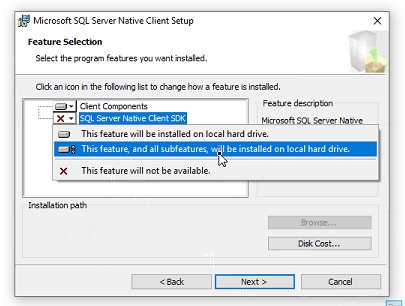 Microsoft SQL Server Native Client Setup
Feature Selection
Select the program features you want installed.
Click an icon in the following list to change how a feature is installed.
Client Components
Feature description
SQL Server Native Client SDK
Microsoft SQL Server Native
This feature will be installed on local hard drive.
This feature, and all subfeatures, will be installed on local hard drive.
This feature will not be available.
Installation path
Browse...
Disk Cost...
< Back
Next >
Cancel